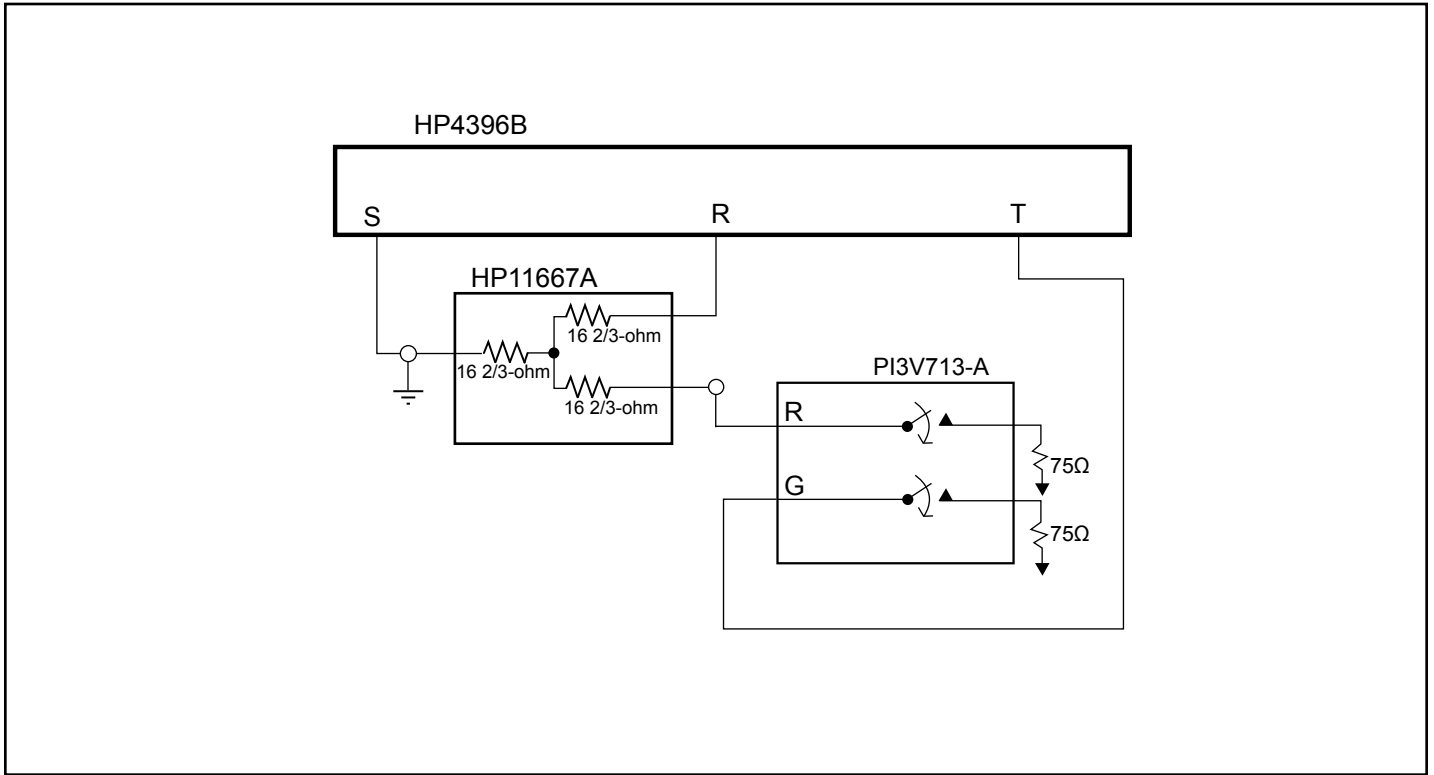 HP4396B
S
R
T
HP11667A
16 2/3-ohm
16 2/3-ohm
16 2/3-ohm
PI3V713-A
R
75Ω
G
75Ω